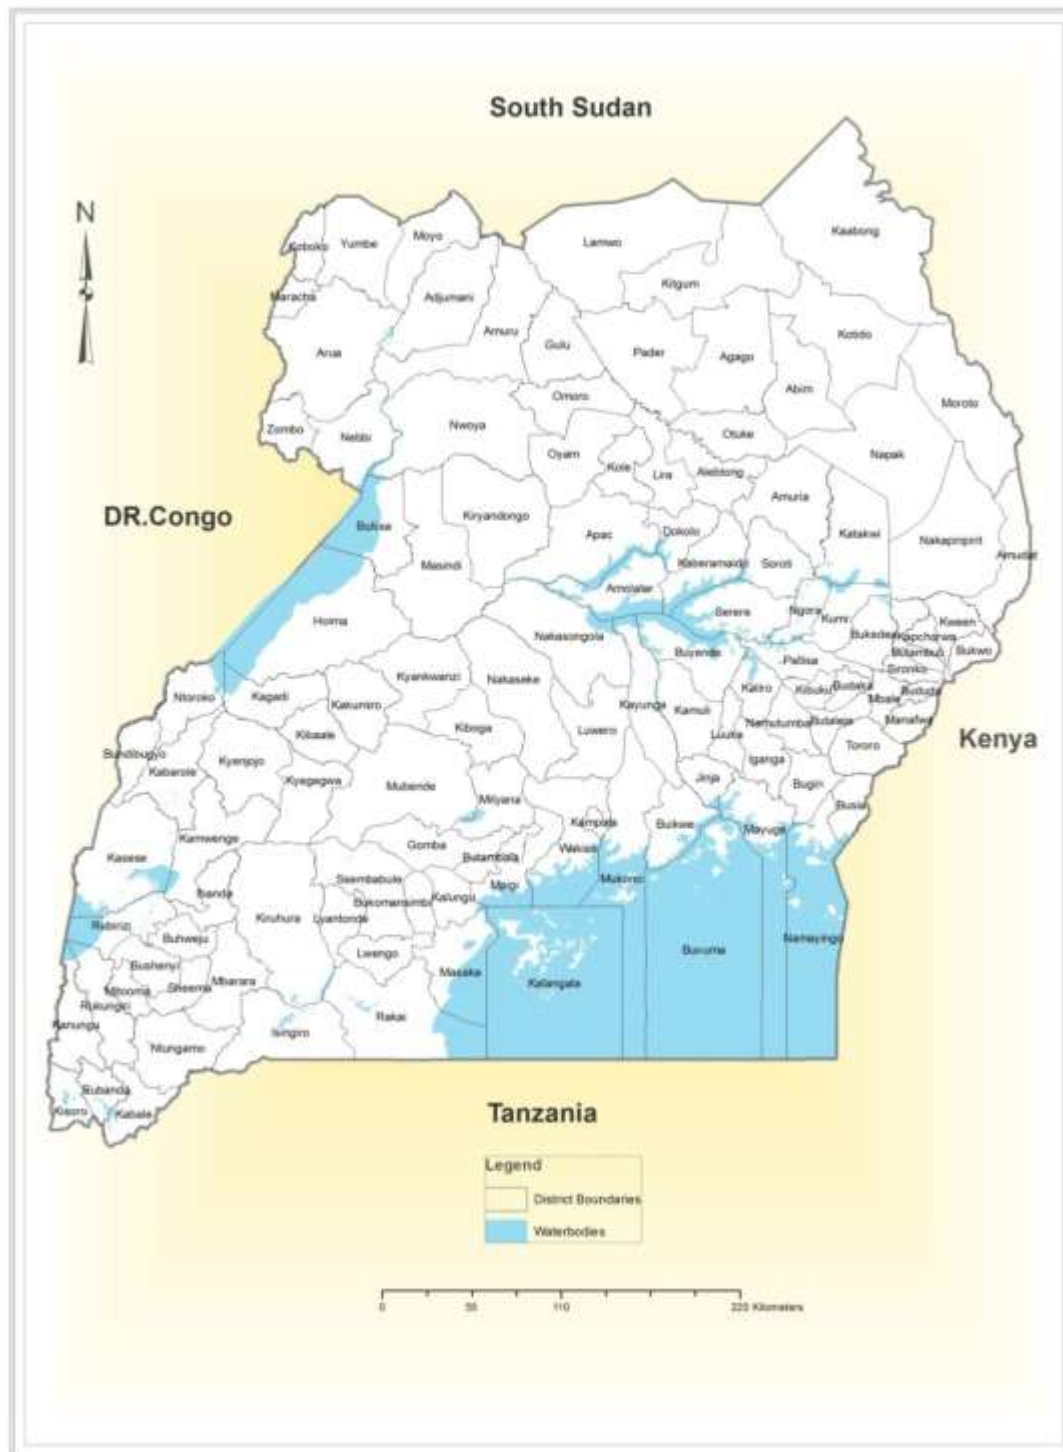 South Sudan
N
Kaabong
Lamwo
Moyo
Koboko
Yumbe
Kitgum
Maracha
Adjumani
Amuru
Kotido
Gulu
Pader
Agago
Arua
Abim
Moroto
Omoro
Zombo
Nebbi
Nwoya
Otuke
Napak
Oyam
Kole
Lira
Alebtong
Amuria
DR.Congo
Kiryandongo
Buliisa
Apac
Dokolo
Katakwi
Nakapiripirit
Amudat
Masindi
Kaberamaido
Soroti
Amolatar
Serere
Ngora
Kumi
Hoima
Nakasongola
Bukedea
Kapchorwa
Kween
Bulambuli
Bukwo
Buyende
Pallisa
Sironko
Kyankwanzi
Nakaseke
Ntoroko
Kagadi
Kakumiro
Kayunga
Kamuli
Kaliro
Kibuku
Budaka
Mbale
Bududa
Namutumba
Butaleja
Manafwa
Kibaale
Kiboga
Luwero
Luuka
Tororo
Kenya
Bundibugyo
Kabarole
Kyenjojo
Kyegegwa
Mubende
Mityana
Iganga
Jinja
Bugiri
Busia
Kampala
Buikwe
Mayuge
Kamwenge
Kasese
Gomba
Butambala
Wakiso
Mukono
Mpigi
Ibanda
Kiruhura
Ssembabule
Bukomansimbi
Kalungu
Lyantonde
Rubirizi
Buhweju
Lwengo
Bushenyi
Mitooma
Sheema
Mbarara
Masaka
Kalangala
Buvuma
Namayingo
Rukungiri
Kanungu
Isingiro
Rakai
Ntungamo
Rubanda
Kisoro
Kabale
Tanzania
Legend
District Boundaries
Waterbodies
0 55 110 220 Kilometers